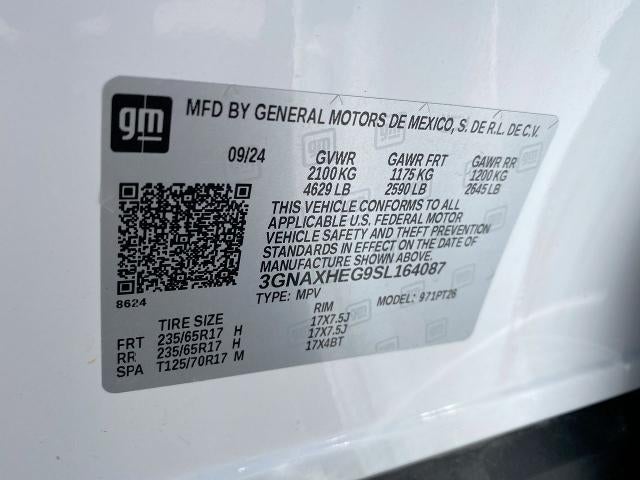 gm
MFD BY GENERAL MOTORS DE MEXICO, S. DE R.L. DE C.V.
09/24 GVWR GAWR FRT GAWR RR
2100 KG 1175 KG 1200 KG
4629 LB 2590 LB 2645 LB
THIS VEHICLE CONFORMS TO ALL
APPLICABLE U.S. FEDERAL MOTOR
VEHICLE SAFETY AND THEFT PREVENTION
STANDARDS IN EFFECT ON THE DATE OF
MANUFACTURE SHOWN ABOVE.
3GNAXHEG9SL164087
8624
TYPE: MPV MODEL: 971PT26
TIRE SIZE RIM
FRT 235/65R17 H 17X7.5J
RR 235/65R17 H 17X7.5J
SPA T125/70R17 M 17X4BT